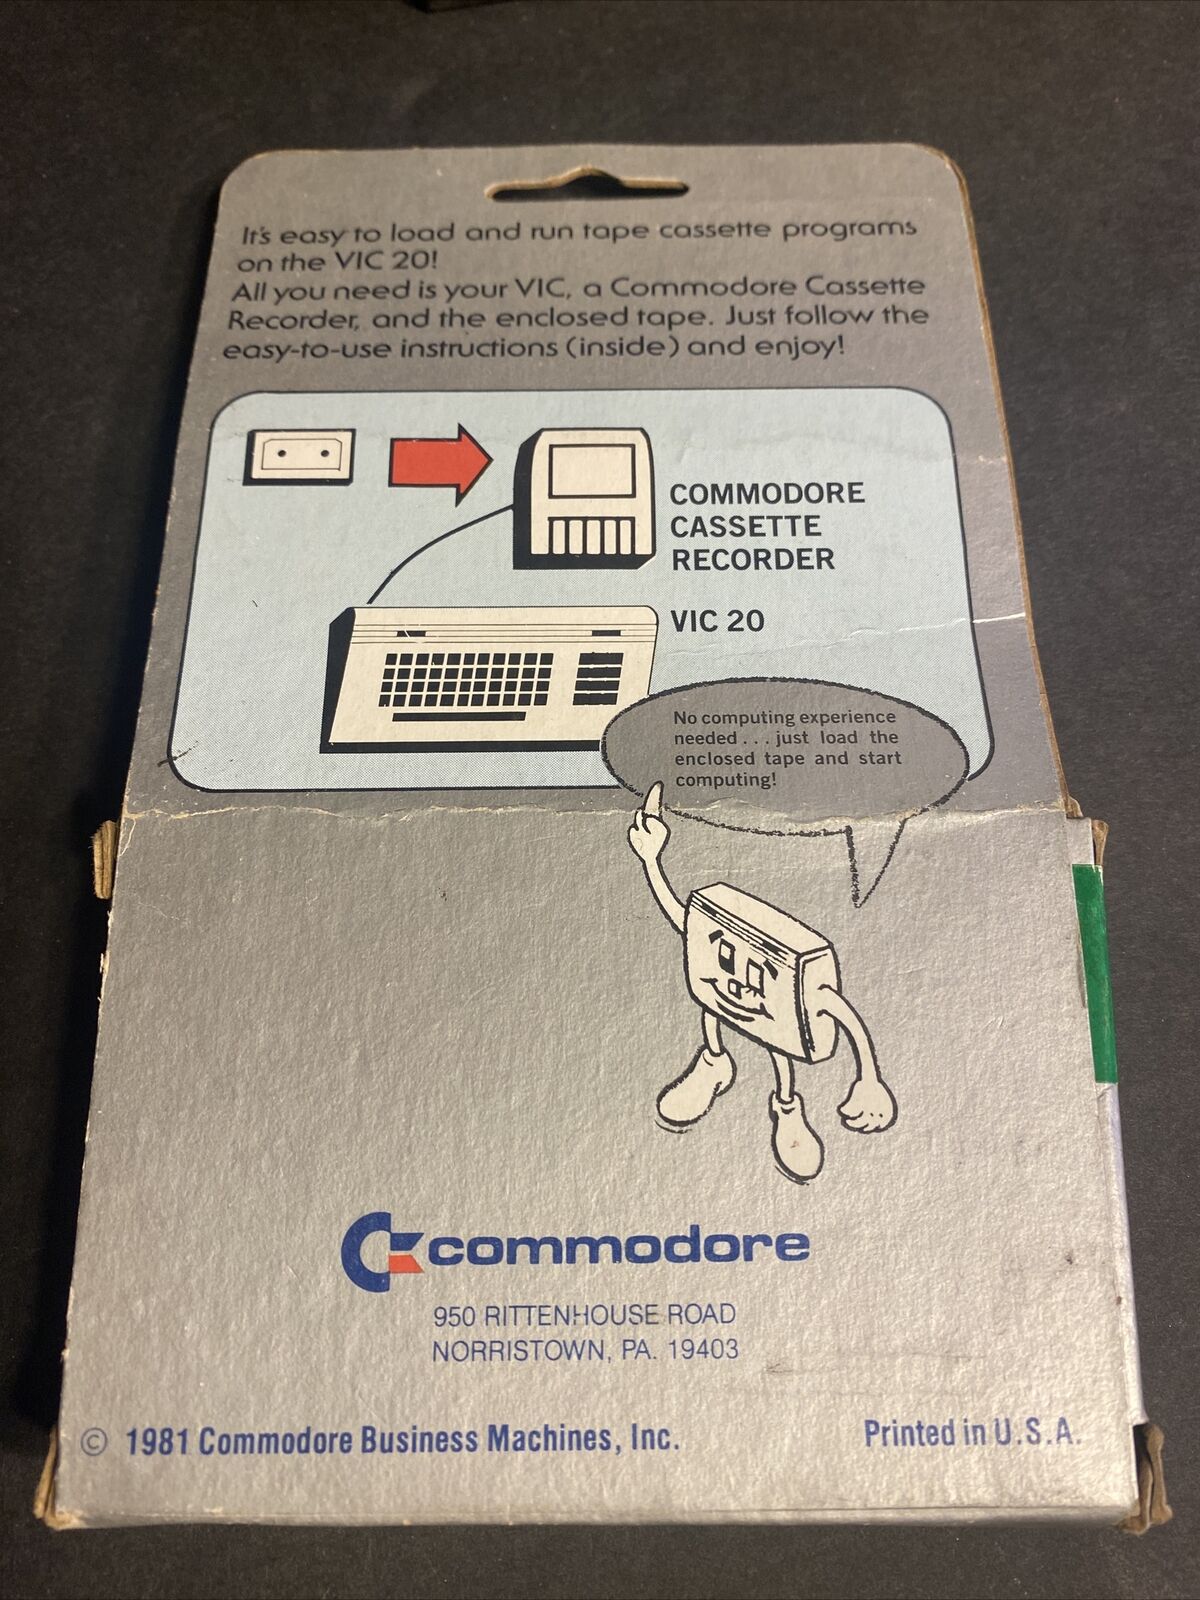 It's easy to load and run tape cassette programs
on the VIC 20!
All you need is your VIC, a Commodore Cassette
Recorder, and the enclosed tape. Just follow the
easy-to-use instructions (inside) and enjoy!
COMMODORE
CASSETTE
RECORDER
VIC 20
No computing experience
needed . . . just load the
enclosed tape and start
computing!
commodore
950 RITTENHOUSE ROAD
NORRISTOWN, PA. 19403
© 1981 Commodore Business Machines, Inc.
Printed in U.S.A.